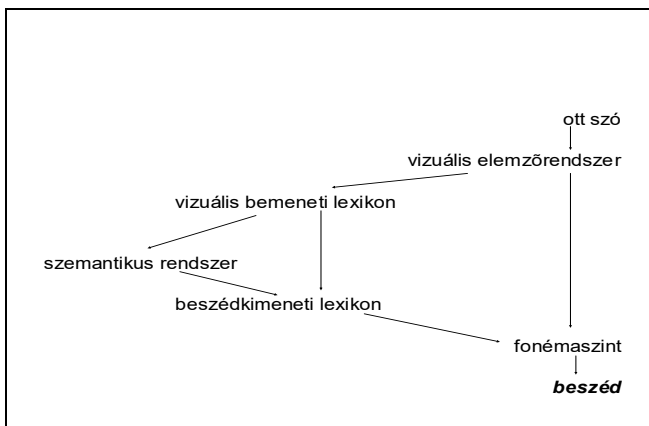 ott szó
vizuális elemzõrendszer
vizuális bemeneti lexikon
szemantikus rendszer
beszédkimeneti lexikon
fonémaszint
beszéd